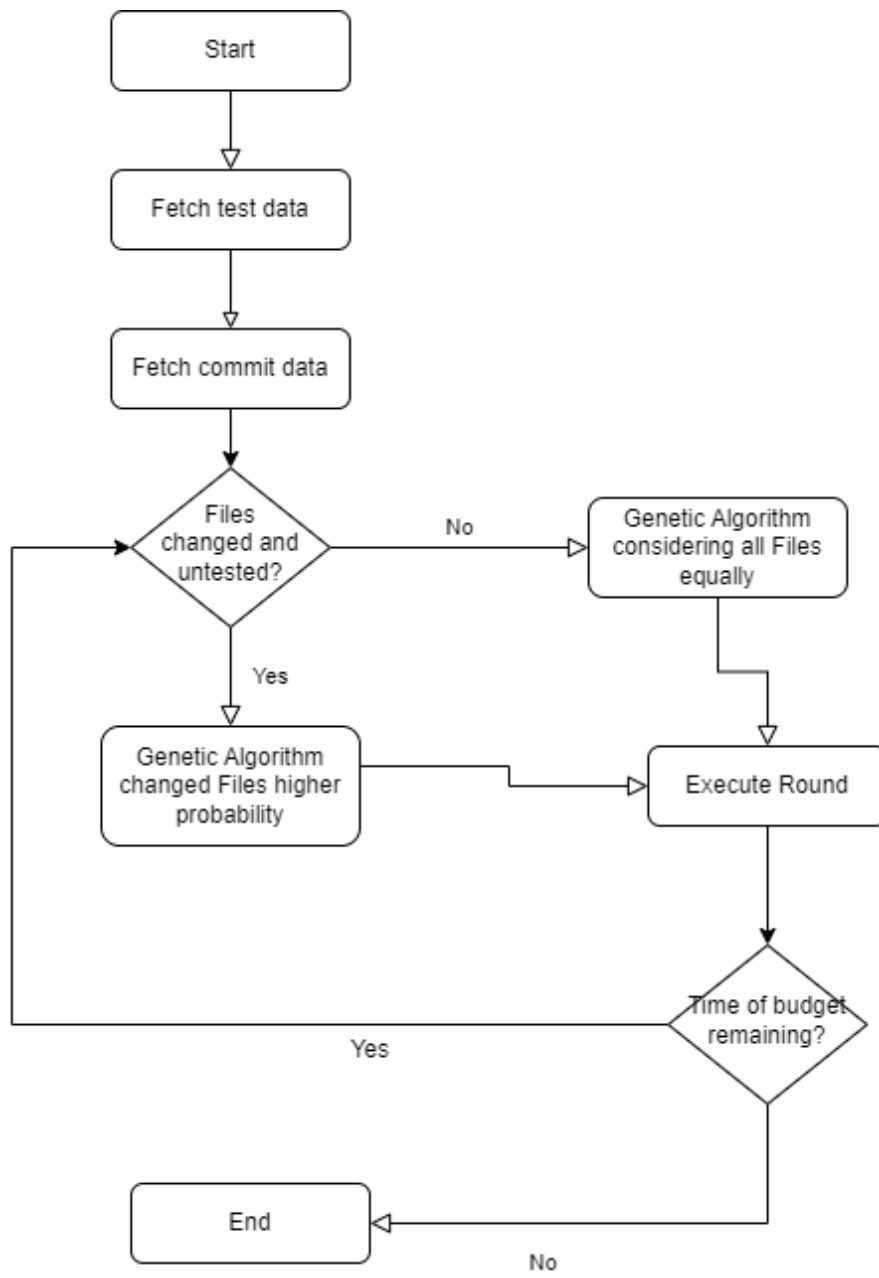 Start
Fetch test data
Fetch commit data
Files
changed and
untested?
No
Genetic Algorithm
considering all Files
equally
Yes
Genetic Algorithm
changed Files higher
probability
Execute Round
Time of budget
remaining?
Yes
End
No